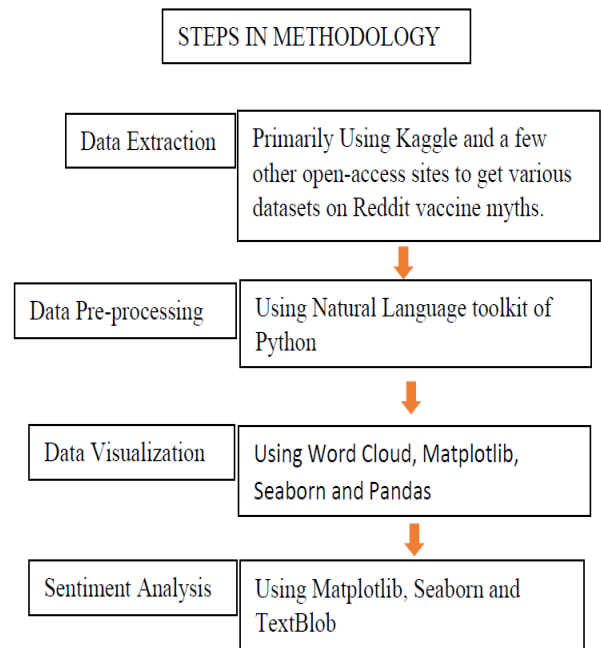 STEPS IN METHODOLOGY
Data Extraction
Primarily Using Kaggle and a few
other open-access sites to get various
datasets on Reddit vaccine myths.
Data Pre-processing
Using Natural Language toolkit of
Python
Data Visualization
Using Word Cloud, Matplotlib,
Seaborn and Pandas
Sentiment Analysis
Using Matplotlib, Seaborn and
TextBlob